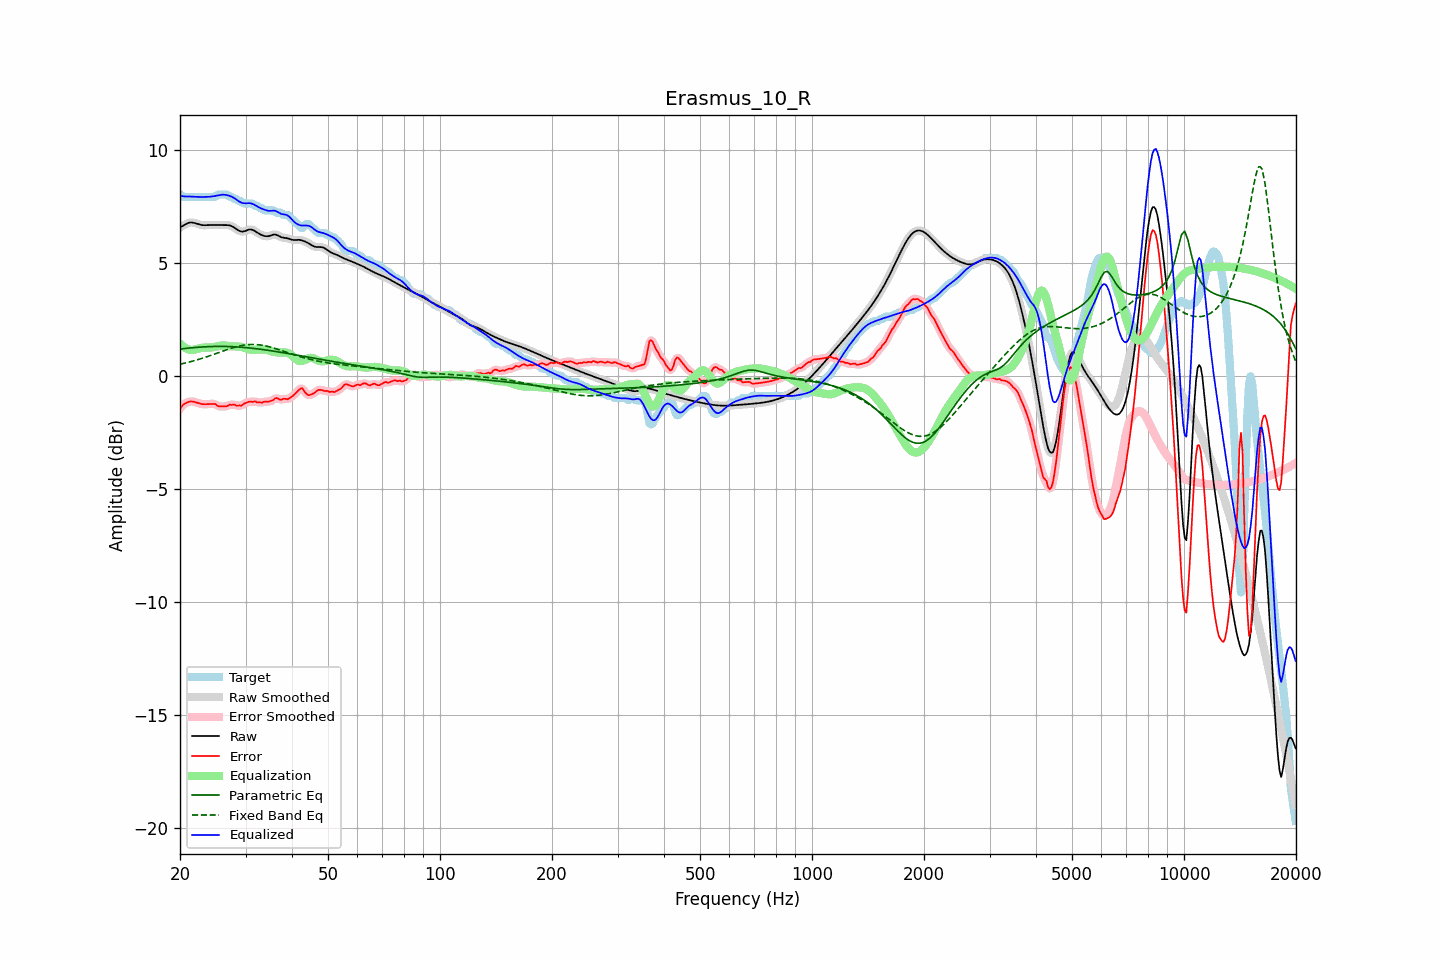 Erasmus_10_R
10
5
0
−5
−10
−15
−20
Amplitude (dBr)
Target
Raw Smoothed
Error Smoothed
Raw
Error
Equalization
Parametric Eq
Fixed Band Eq
Equalized
20 50 100 200 500 1000 2000 5000 10000 20000
Frequency (Hz)